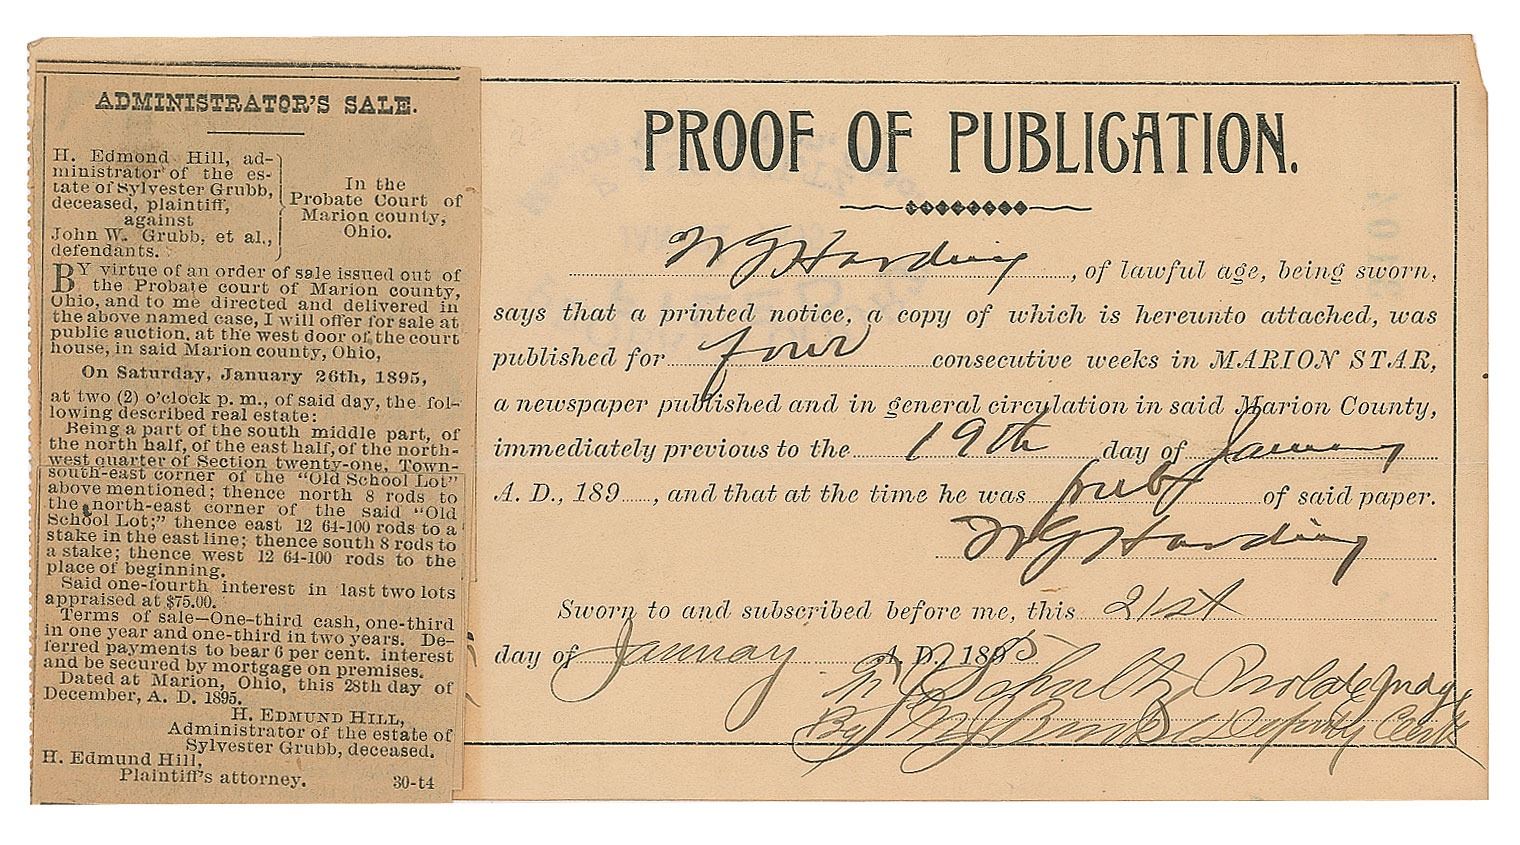 ADMINISTRATOR'S SALE.
H. Edmond Hill, ad-
ministrator of the es-
tate of Sylvester Grubb,
deceased, plaintiff,
against
John W. Grubb, et al.,
defendants.
In the
Probate Court of
Marion county,
Ohio.
BY virtue of an order of sale issued out of
the Probate court of Marion county,
Ohio, and to me directed and delivered in
the above named case, I will offer for sale at
public auction, at the west door of the court
house, in said Marion county, Ohio,
On Saturday, January 26th, 1895,
at two (2) o'clock p. m., of said day, the fol-
lowing described real estate:
Being a part of the south middle part, of
the north half, of the east half, of the north-
west quarter of Section twenty-one, Town-
south-east corner of the "Old School Lot"
above mentioned; thence north 8 rods to
the north-east corner of the said "Old
School Lot;" thence east 12 64-100 rods to a
stake in the east line; thence south 8 rods to
a stake; thence west 12 64-100 rods to the
place of beginning.
Said one-fourth interest in last two lots
appraised at $75.00.
Terms of sale—One-third cash, one-third
in one year and one-third in two years. De-
ferred payments to bear 6 per cent. interest
and be secured by mortgage on premises.
Dated at Marion, Ohio, this 28th day of
December, A. D. 1895.
H. EDMUND HILL,
Administrator of the estate of
Sylvester Grubb, deceased.
H. Edmund Hill,
Plaintiff's attorney. 30-t4
PROOF OF PUBLICATION.
W G Harding, of lawful age, being sworn,
says that a printed notice, a copy of which is hereunto attached, was
published for four consecutive weeks in MARION STAR,
a newspaper published and in general circulation in said Marion County,
immediately previous to the 19th day of January
A. D., 189, and that at the time he was pub of said paper.
W G Harding
Sworn to and subscribed before me, this 21st
day of January A. D. 1895
Schultz Probate Judge
By Deputy Clerk